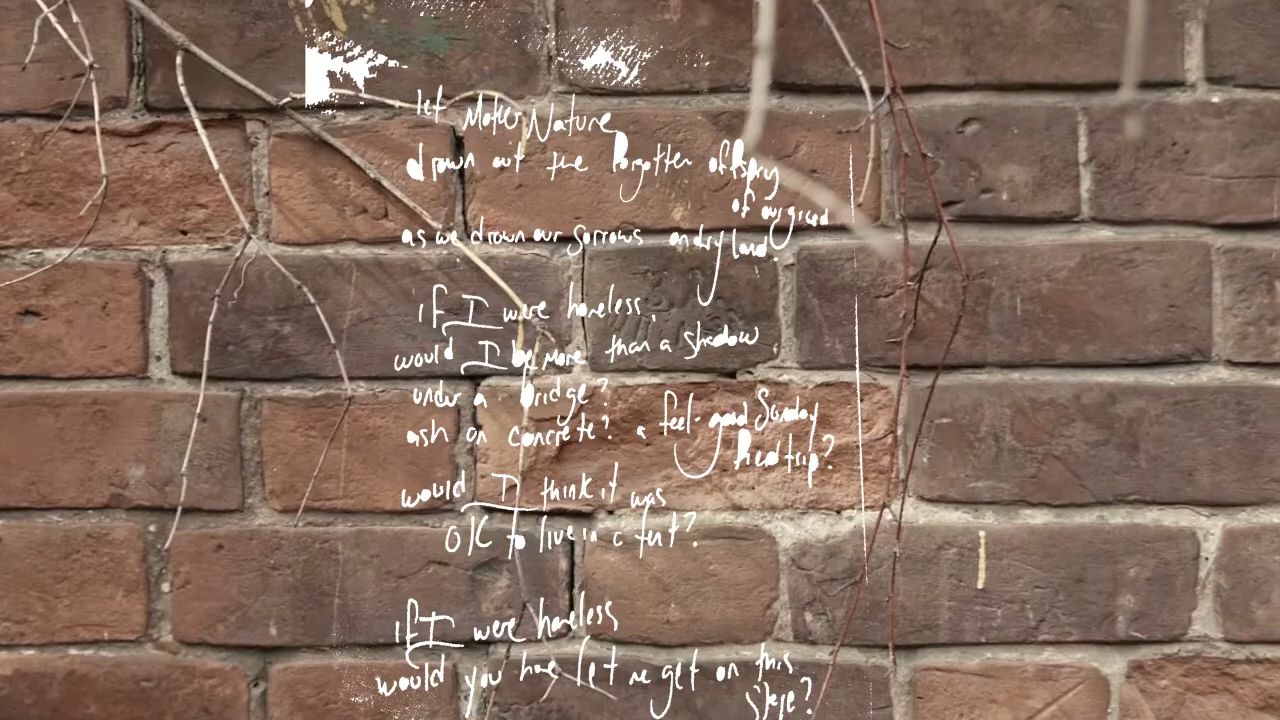 let Mother Nature
drown out the forgotten offspring
of our greed
as we drown our sorrows on dry land.
if I were homeless,
would I be more than a shadow
under a bridge?
ash on concrete? a feel-good Sunday
head trip?
would I think it was
OK to live in a tent?
if I were homeless
would you have let me get on this
stage?